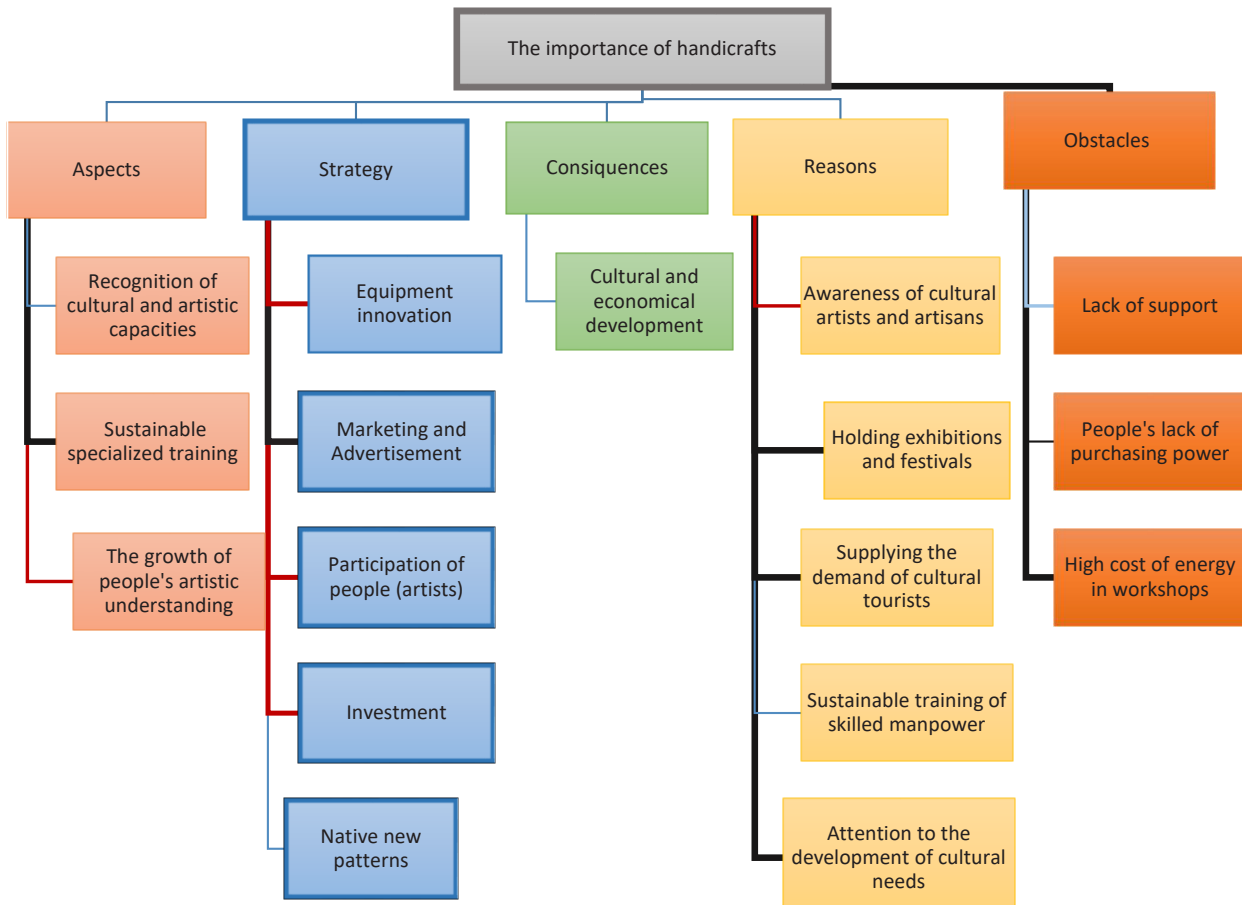 The importance of handicrafts
Aspects
Strategy
Consiquences
Reasons
Obstacles
Recognition of
cultural and artistic
capacities
Sustainable
specialized training
The growth of
people's artistic
understanding
Equipment
innovation
Marketing and
Advertisement
Participation of
people (artists)
Investment
Native new
patterns
Cultural and
economical
development
Awareness of cultural
artists and artisans
Holding exhibitions
and festivals
Supplying the
demand of cultural
tourists
Sustainable training of
skilled manpower
Attention to the
development of cultural
needs
Lack of support
People's lack of
purchasing power
High cost of energy
in workshops